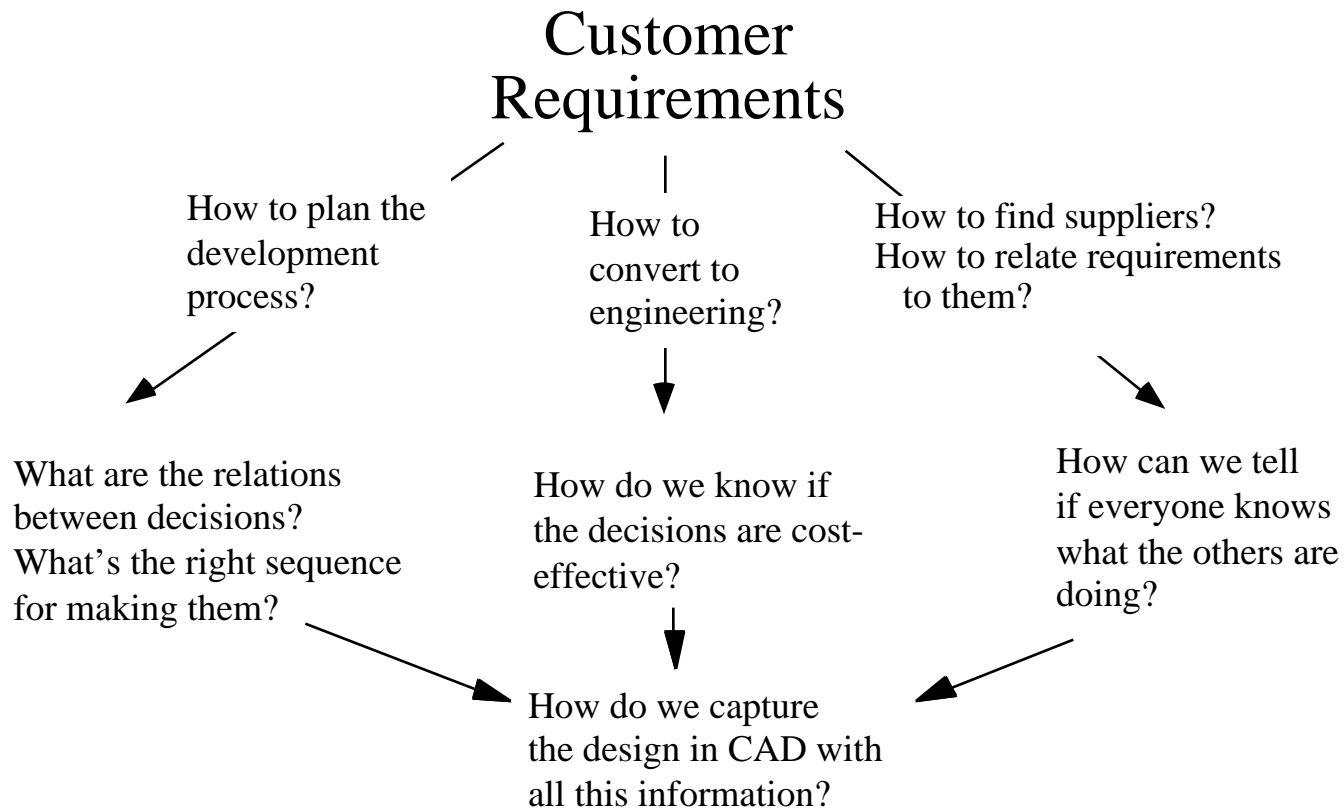 Customer
Requirements
How to plan the
development
process?
How to
convert to
engineering?
How to find suppliers?
How to relate requirements
to them?
What are the relations
between decisions?
What’s the right sequence
for making them?
How do we know if
the decisions are cost-
effective?
How can we tell
if everyone knows
what the others are
doing?
How do we capture
the design in CAD with
all this information?